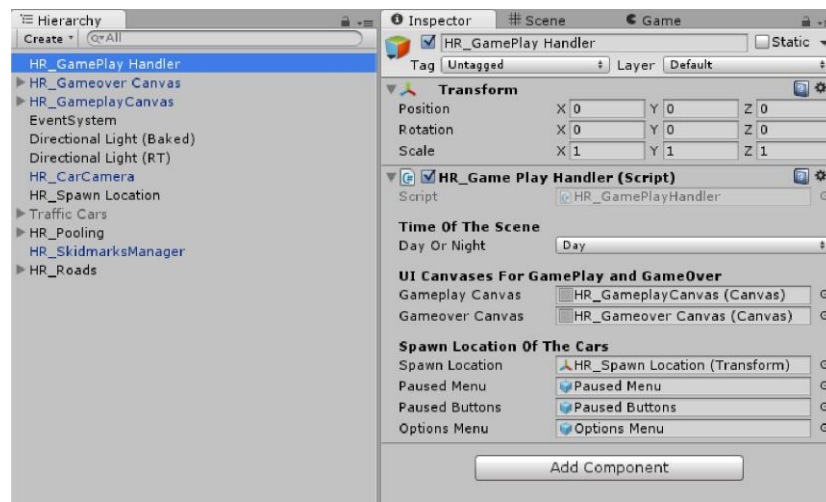 Hierarchy
Create
All
HR_GamePlay Handler
HR_Gameover Canvas
HR_GameplayCanvas
EventSystem
Directional Light (Baked)
Directional Light (RT)
HR_CarCamera
HR_Spawn Location
Traffic Cars
HR_Pooling
HR_SkidmarksManager
HR_Roads
Inspector
Scene
Game
HR_GamePlay Handler
Static
Tag Untagged Layer Default
Transform
Position X 0 Y 0 Z 0
Rotation X 0 Y 0 Z 0
Scale X 1 Y 1 Z 1
HR_Game Play Handler (Script)
Script HR_GamePlayHandler
Time Of The Scene
Day Or Night Day
UI Canvases For GamePlay and GameOver
Gameplay Canvas HR_GameplayCanvas (Canvas)
Gameover Canvas HR_Gameover Canvas (Canvas)
Spawn Location Of The Cars
Spawn Location HR_Spawn Location (Transform)
Paused Menu Paused Menu
Paused Buttons Paused Buttons
Options Menu Options Menu
Add Component